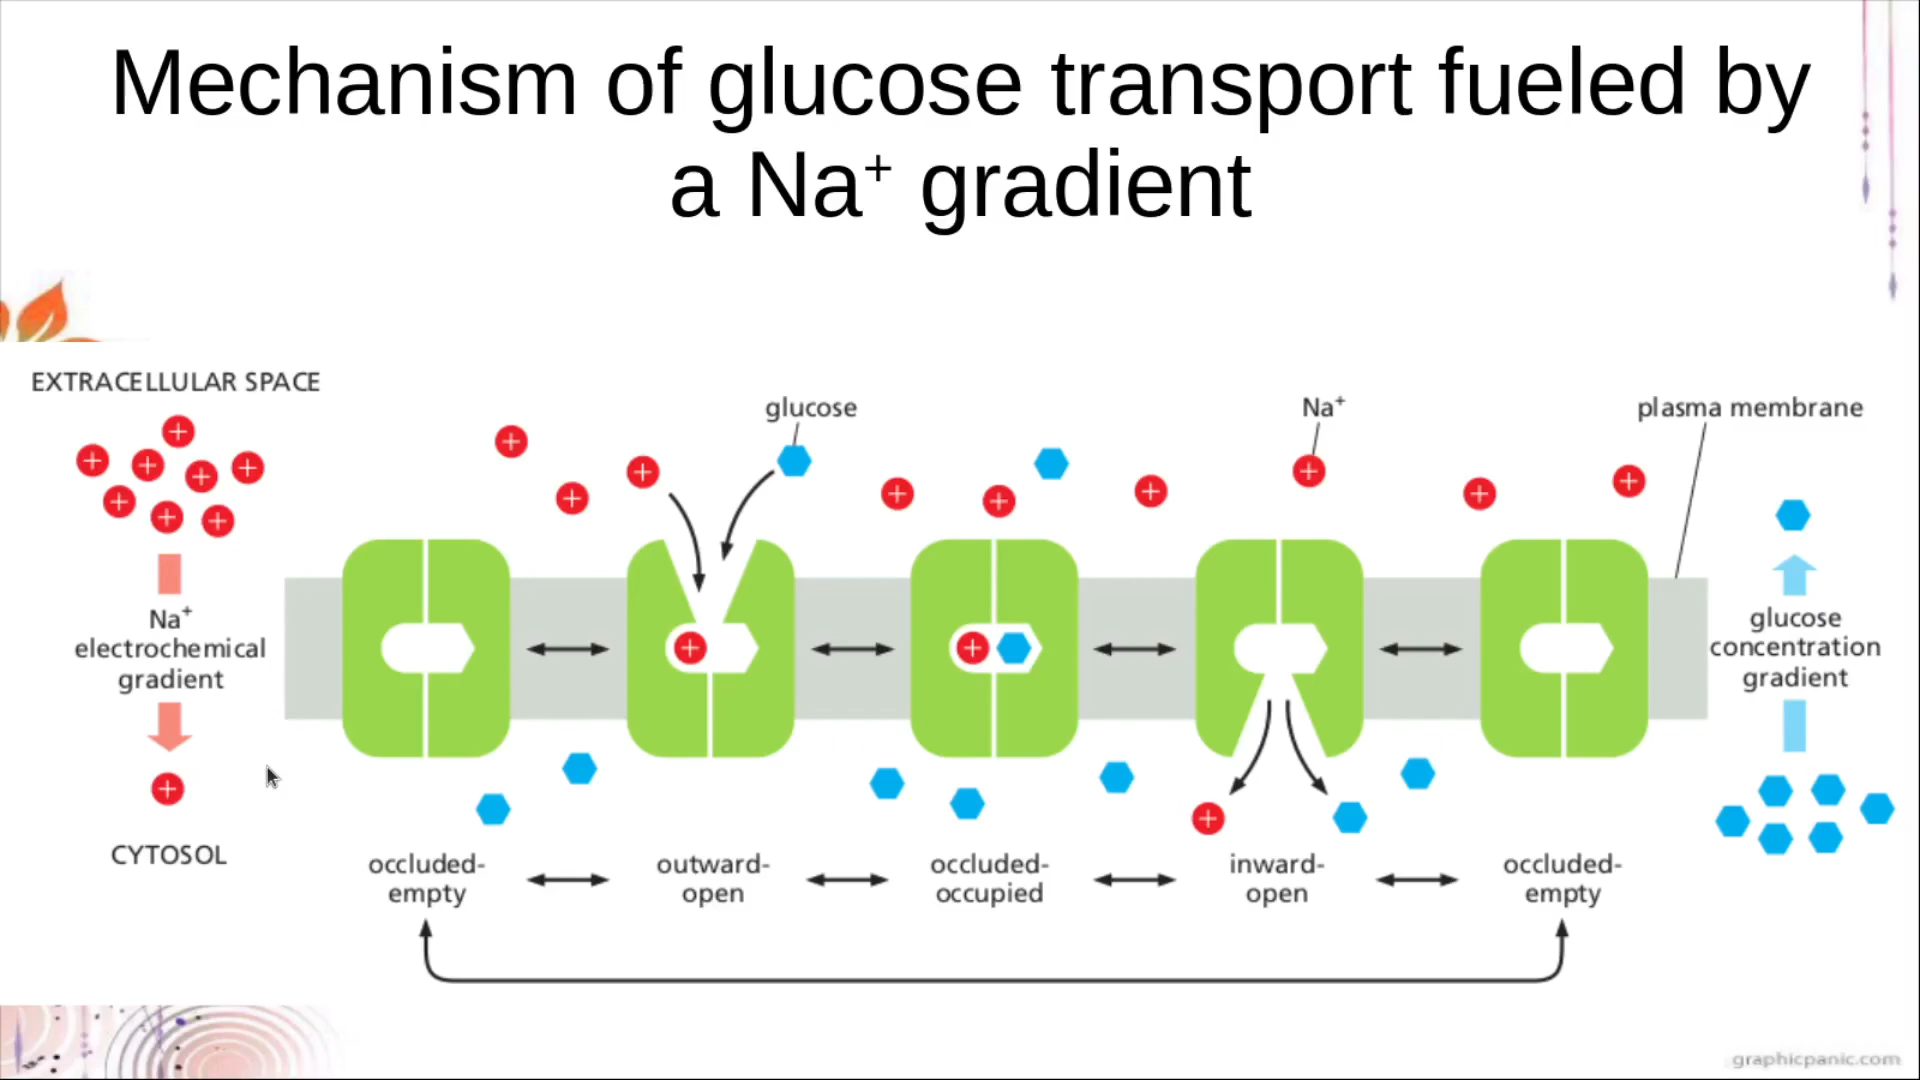 Mechanism of glucose transport fueled by
a Na⁺ gradient
EXTRACELLULAR SPACE
glucose
Na⁺
plasma membrane
Na⁺
electrochemical
gradient
glucose
concentration
gradient
CYTOSOL
occluded-
empty
outward-
open
occluded-
occupied
inward-
open
occluded-
empty
graphicpanic.com